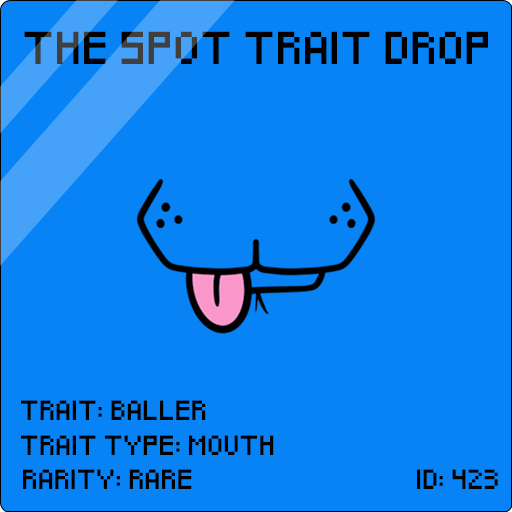 THE SPOT TRAIT DROP
TRAIT: BALLER
TRAIT TYPE: MOUTH
RARITY: RARE
ID: 423